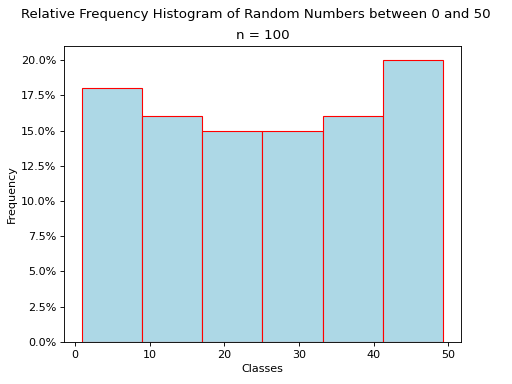 Relative Frequency Histogram of Random Numbers between 0 and 50
n = 100
20.0%
17.5%
15.0%
12.5%
10.0%
7.5%
5.0%
2.5%
0.0%
Frequency
0 10 20 30 40 50
Classes